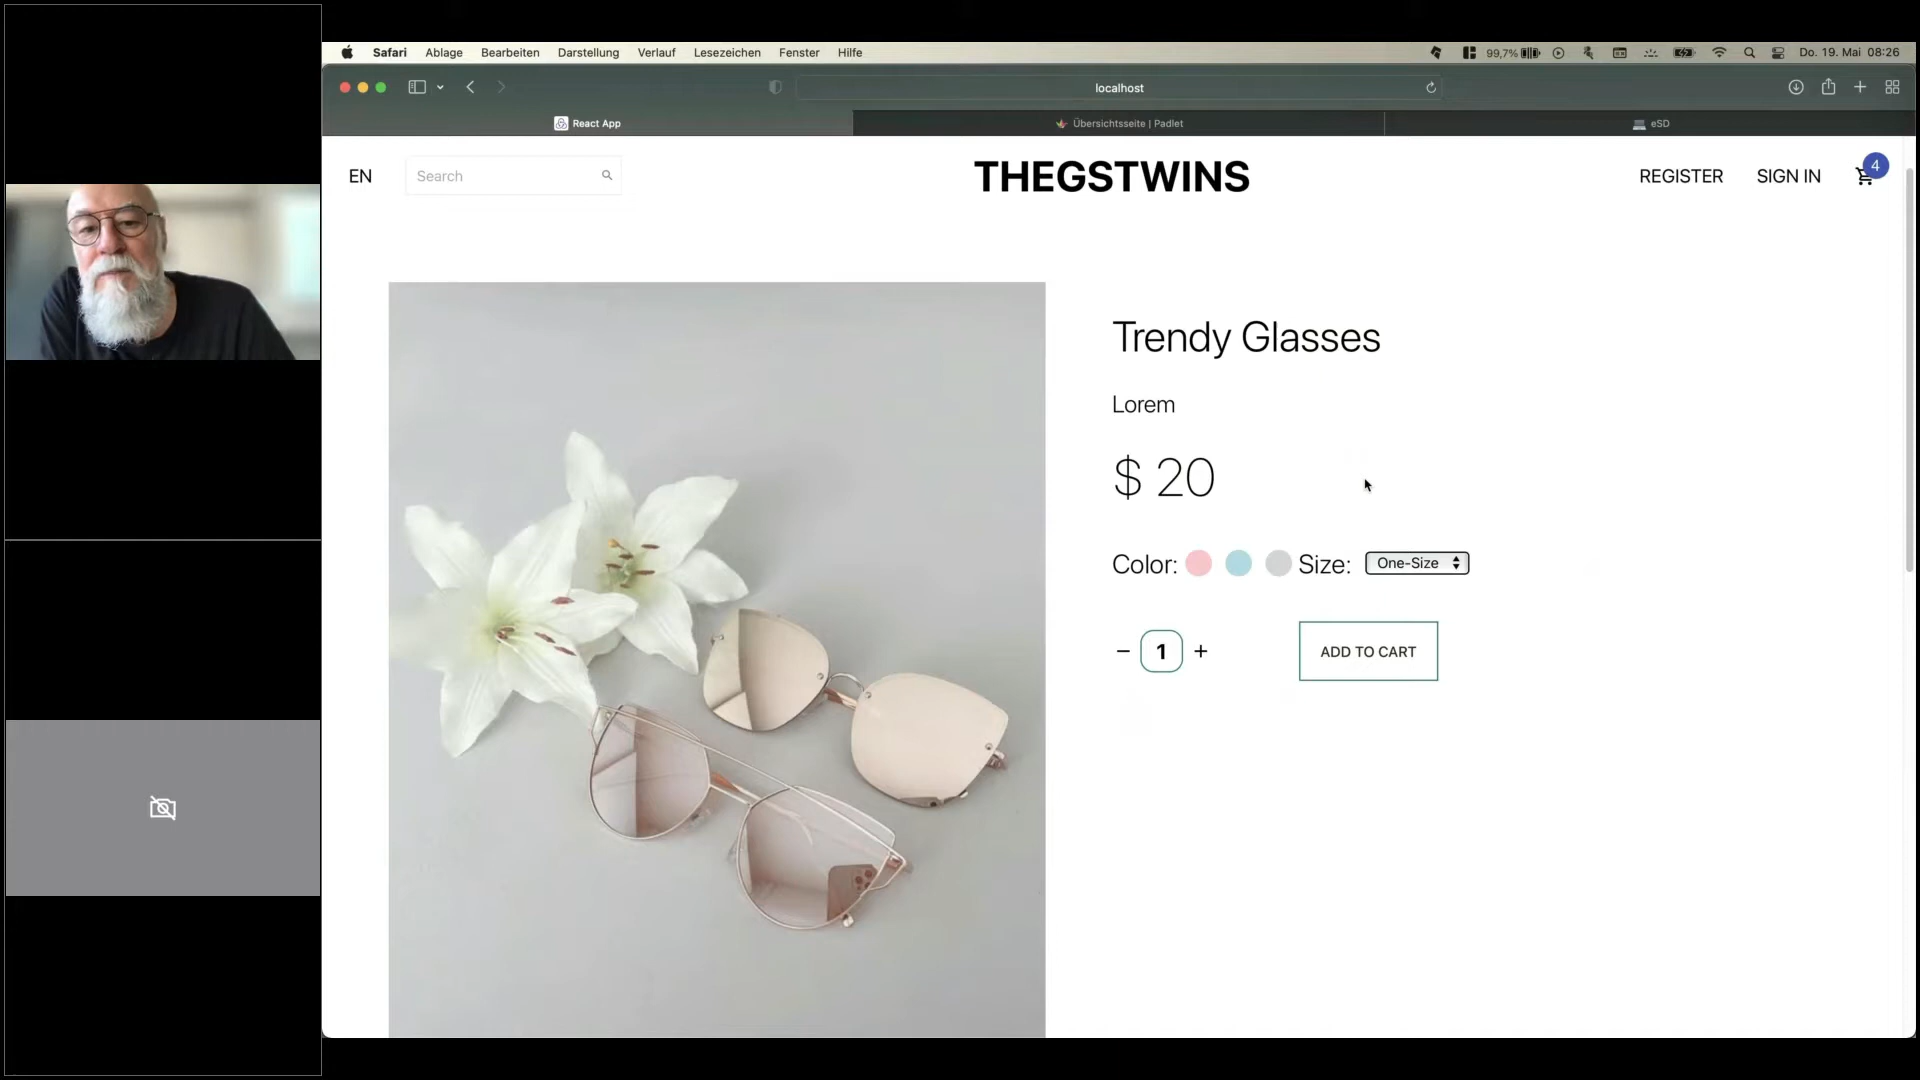 Safari Ablage Bearbeiten Darstellung Verlauf Lesezeichen Fenster Hilfe 99,7% Do. 19. Mai 08:26
localhost
React App Übersichtsseite | Padlet eSD
EN Search THEGSTWINS REGISTER SIGN IN 4
Trendy Glasses
Lorem
$ 20
Color: Size: One-Size
− 1 + ADD TO CART